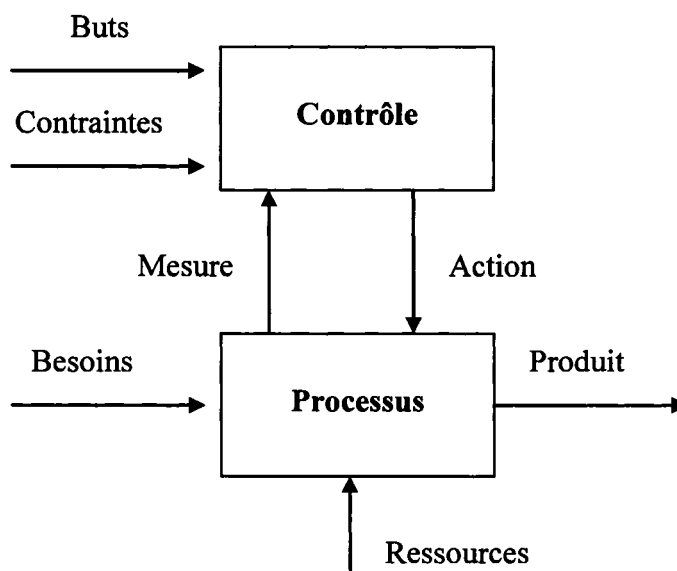 Buts
Contrôle
Contraintes
Mesure
Action
Besoins
Produit
Processus
Ressources